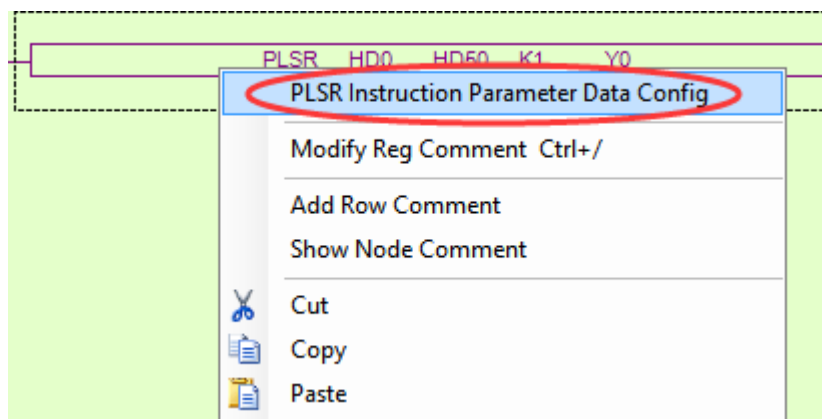 PLSR HD0 HD50 K1 Y0
PLSR Instruction Parameter Data Config
Modify Reg Comment Ctrl+/
Add Row Comment
Show Node Comment
Cut
Copy
Paste